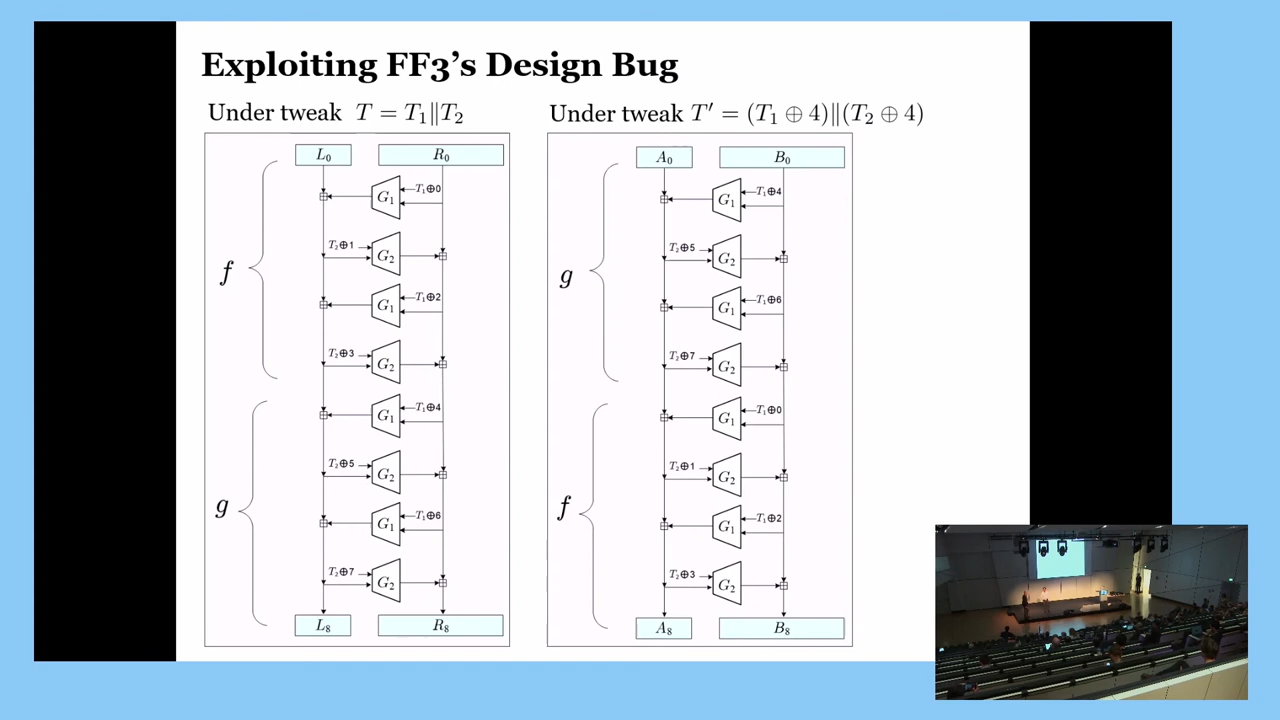 Exploiting FF3's Design Bug
Under tweak T = T₁‖T₂
L₀ R₀
G₁ T₁⊕0
T₂⊕1 G₂
f
G₁ T₁⊕2
T₂⊕3 G₂
G₁ T₁⊕4
T₂⊕5 G₂
g
G₁ T₁⊕6
T₂⊕7 G₂
L₈ R₈
Under tweak T′ = (T₁ ⊕ 4)‖(T₂ ⊕ 4)
A₀ B₀
G₁ T₁⊕4
T₂⊕5 G₂
g
G₁ T₁⊕6
T₂⊕7 G₂
G₁ T₁⊕0
T₂⊕1 G₂
f
G₁ T₁⊕2
T₂⊕3 G₂
A₈ B₈